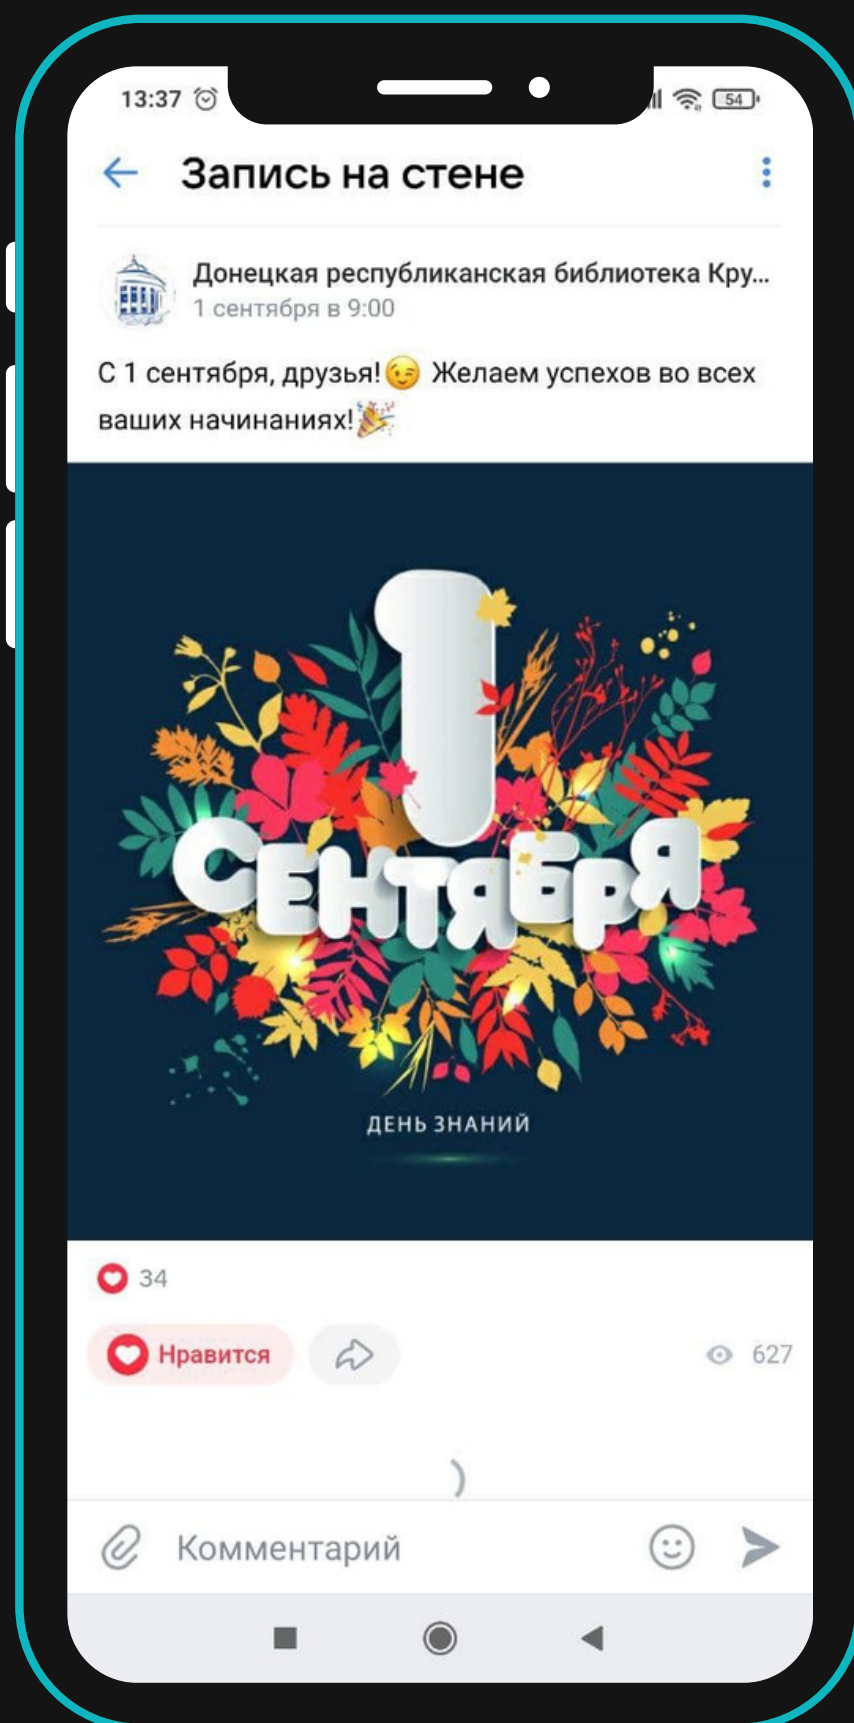 13:37
54
Запись на стене
Донецкая республиканская библиотека Кру...
1 сентября в 9:00
С 1 сентября, друзья!😉 Желаем успехов во всех
ваших начинаниях!🎉
1
СЕНТЯБРЯ
ДЕНЬ ЗНАНИЙ
34
Нравится
627
Комментарий